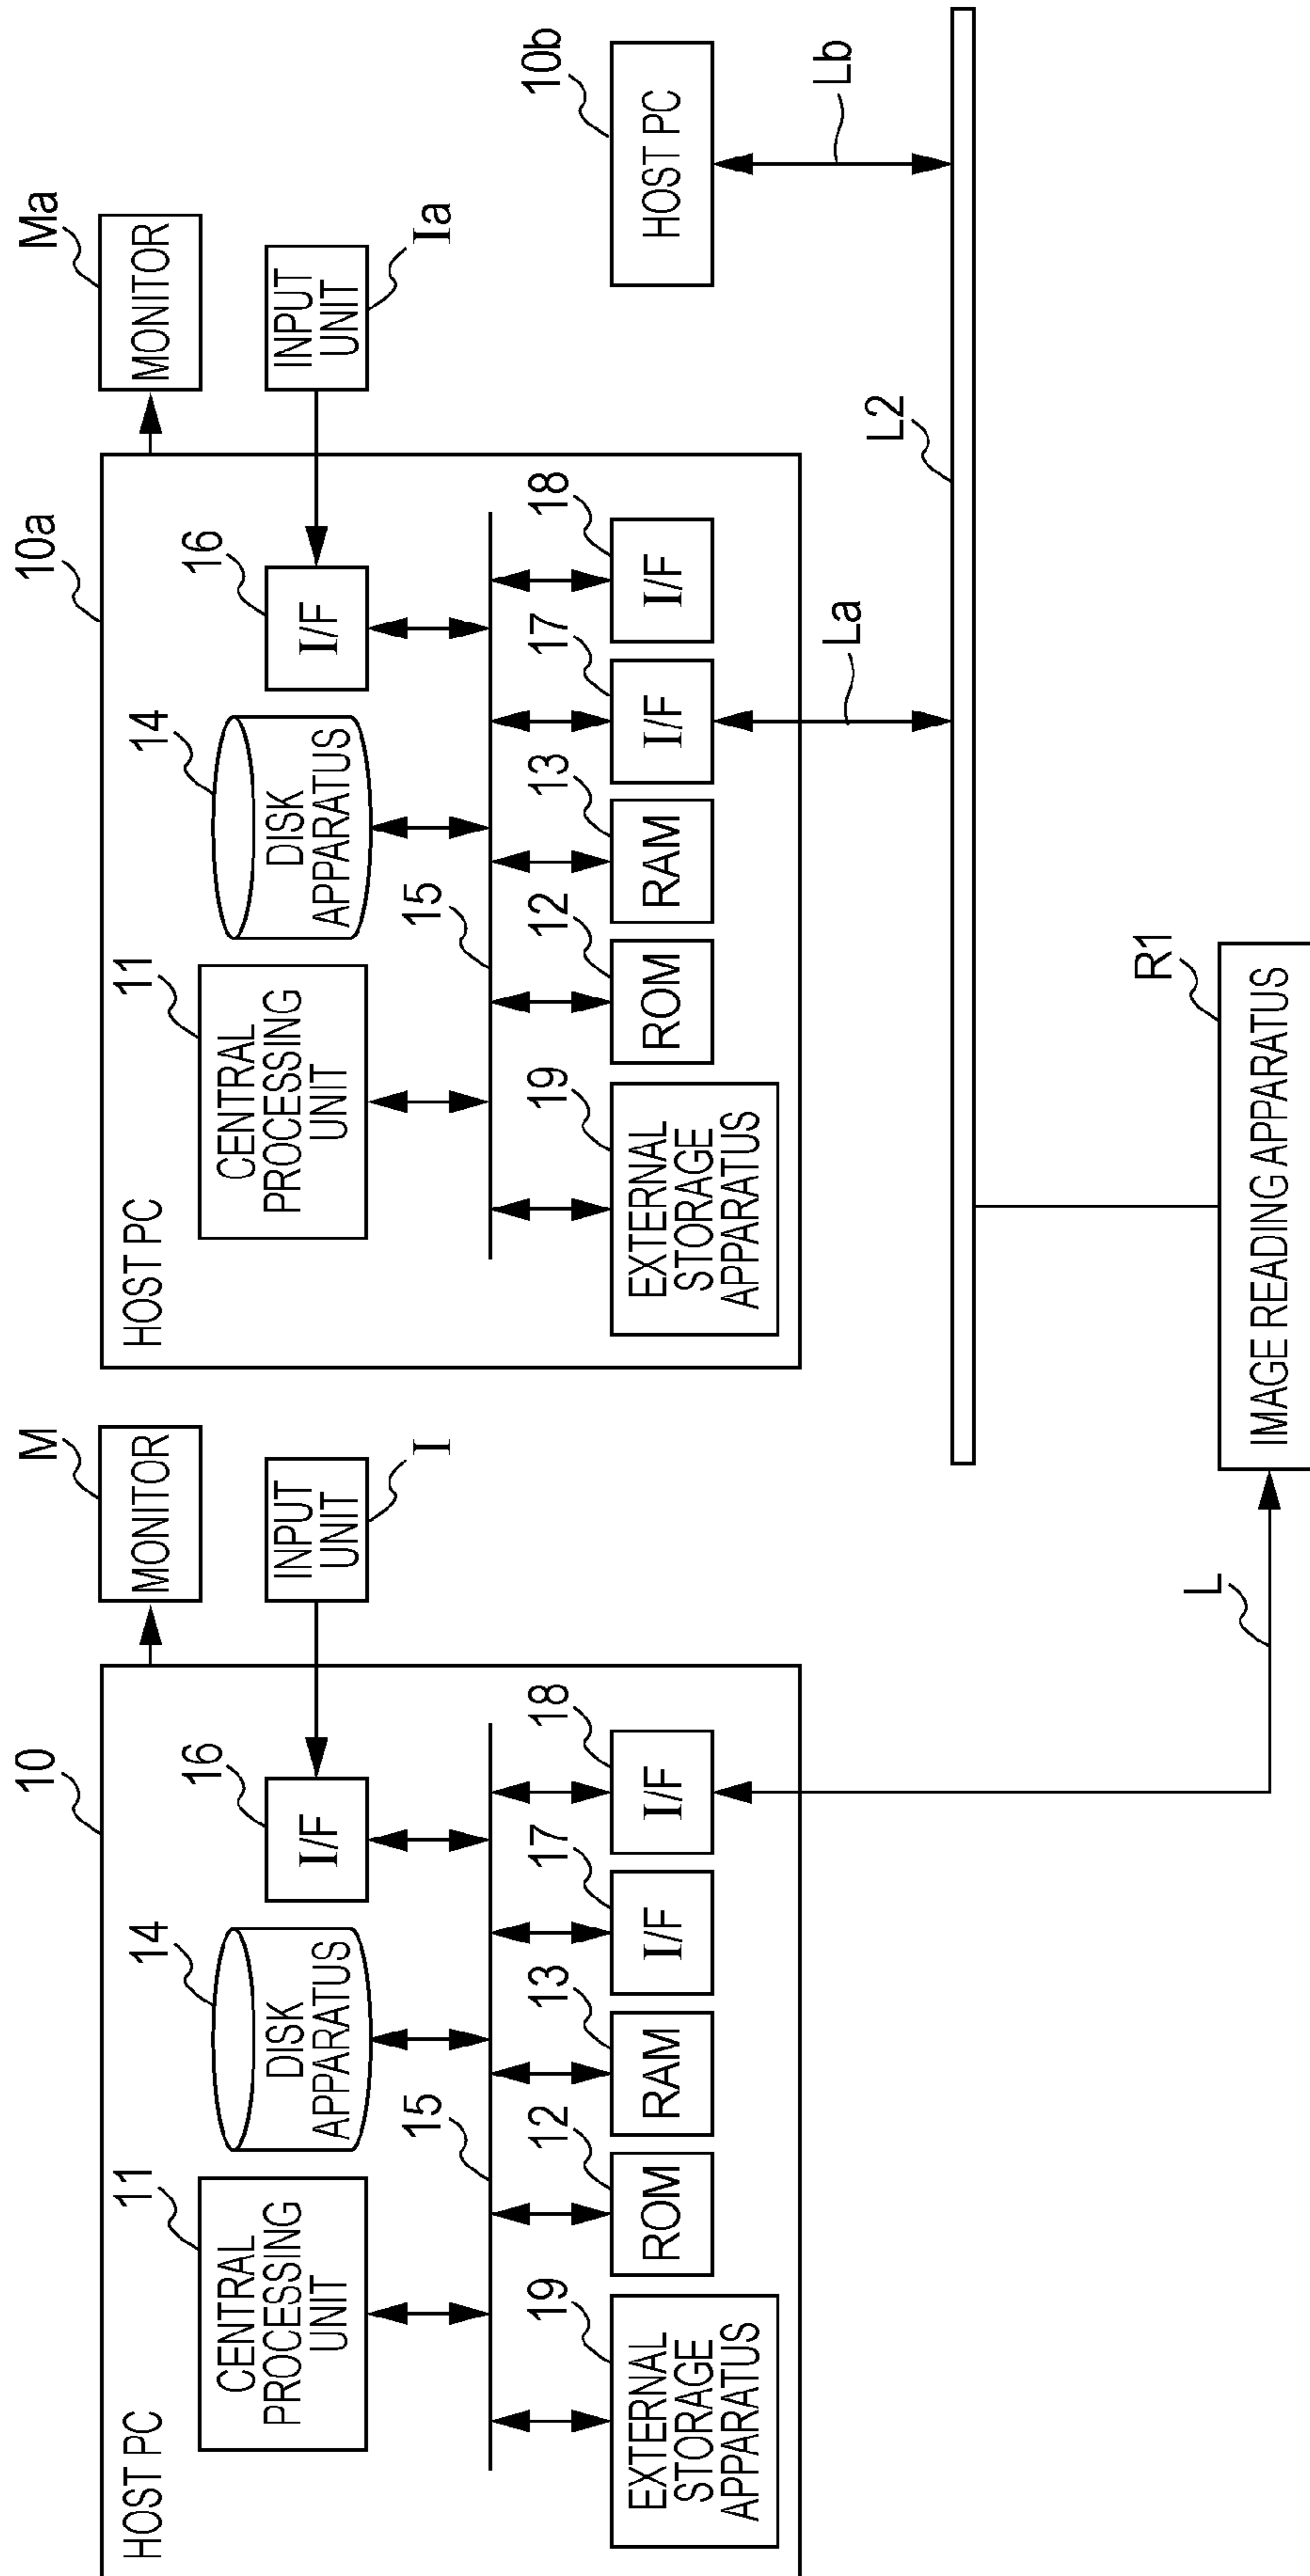 10
HOST PC
11
CENTRAL
PROCESSING
UNIT
14
DISK
APPARATUS
16
I/F
M
MONITOR
INPUT
UNIT
I
15
19
EXTERNAL
STORAGE
APPARATUS
12
ROM
13
RAM
17
I/F
18
I/F
L
10a
HOST PC
11
CENTRAL
PROCESSING
UNIT
14
DISK
APPARATUS
16
I/F
Ma
MONITOR
INPUT
UNIT
Ia
15
19
EXTERNAL
STORAGE
APPARATUS
12
ROM
13
RAM
17
I/F
18
I/F
La
10b
HOST PC
Lb
L2
R1
IMAGE READING APPARATUS